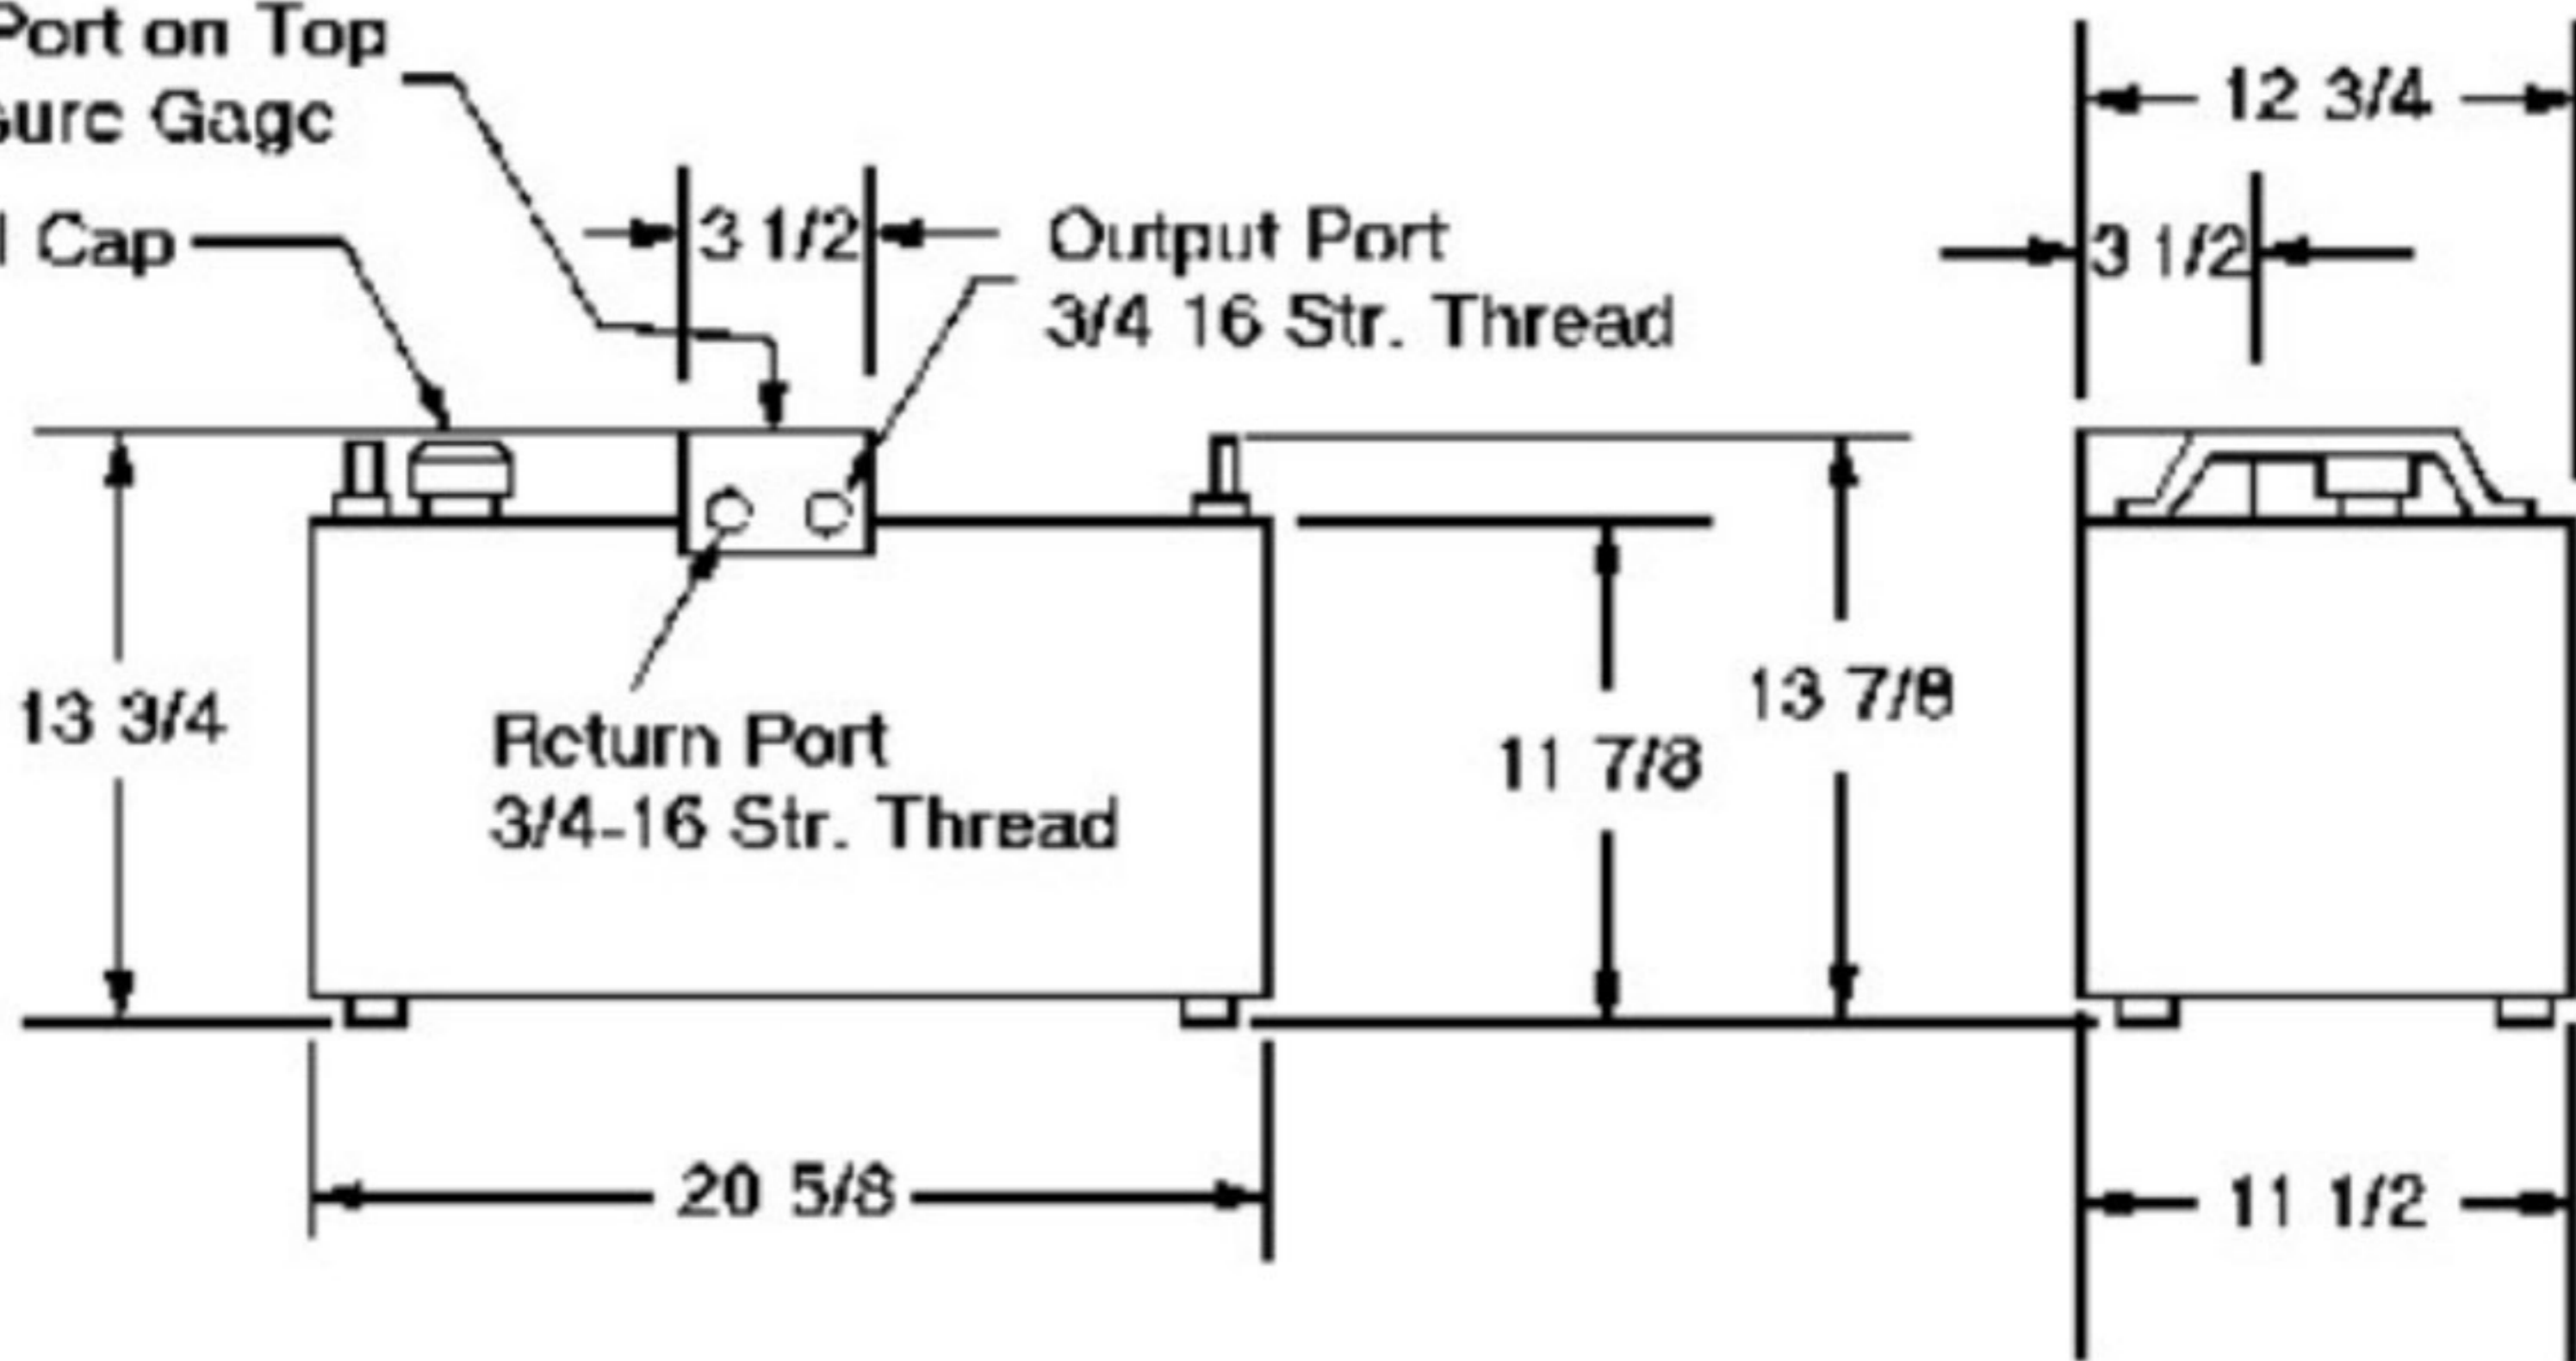 Port on Top
sure Gage
l Cap
3 1/2
Output Port
3/4 16 Str. Thread
12 3/4
3 1/2
13 3/4
Return Port
3/4-16 Str. Thread
11 7/8
13 7/8
20 5/8
11 1/2